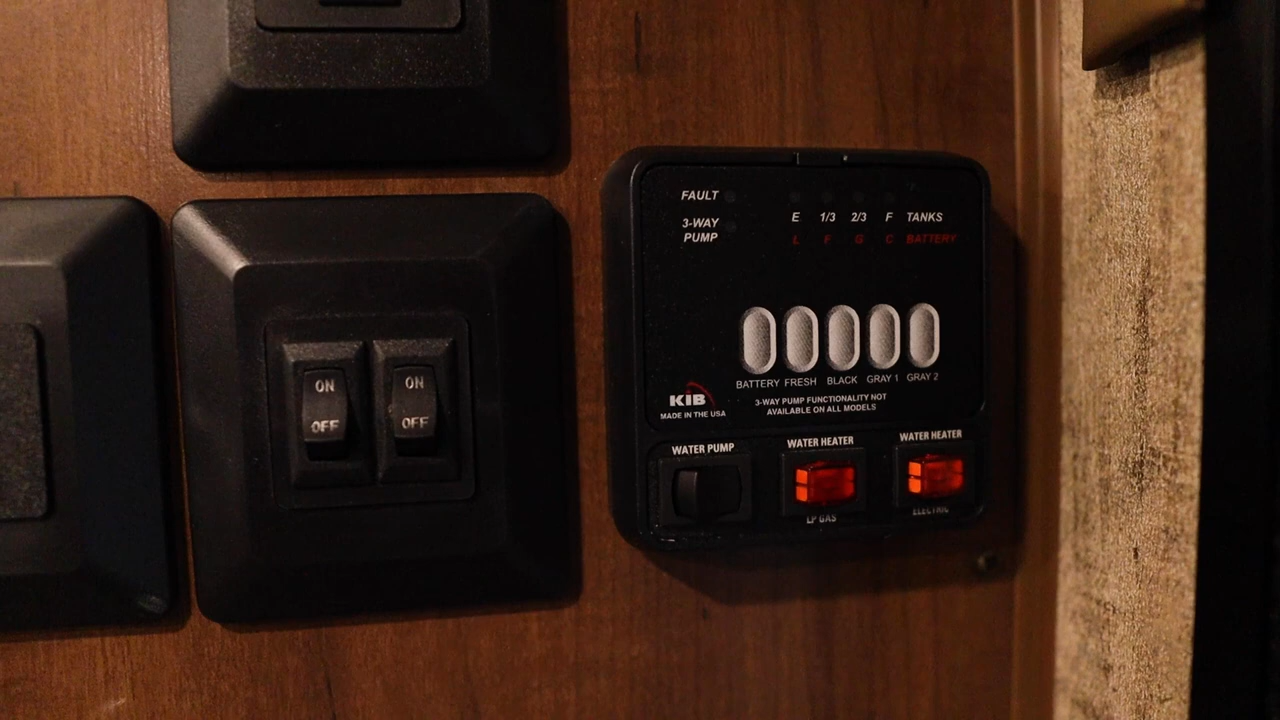 FAULT
E 1/3 2/3 F TANKS
3-WAY
PUMP
L F G C BATTERY
ON ON
OFF OFF
BATTERY FRESH BLACK GRAY 1 GRAY 2
KIB
MADE IN THE USA
3-WAY PUMP FUNCTIONALITY NOT
AVAILABLE ON ALL MODELS
WATER PUMP
WATER HEATER
LP GAS
WATER HEATER
ELECTRIC